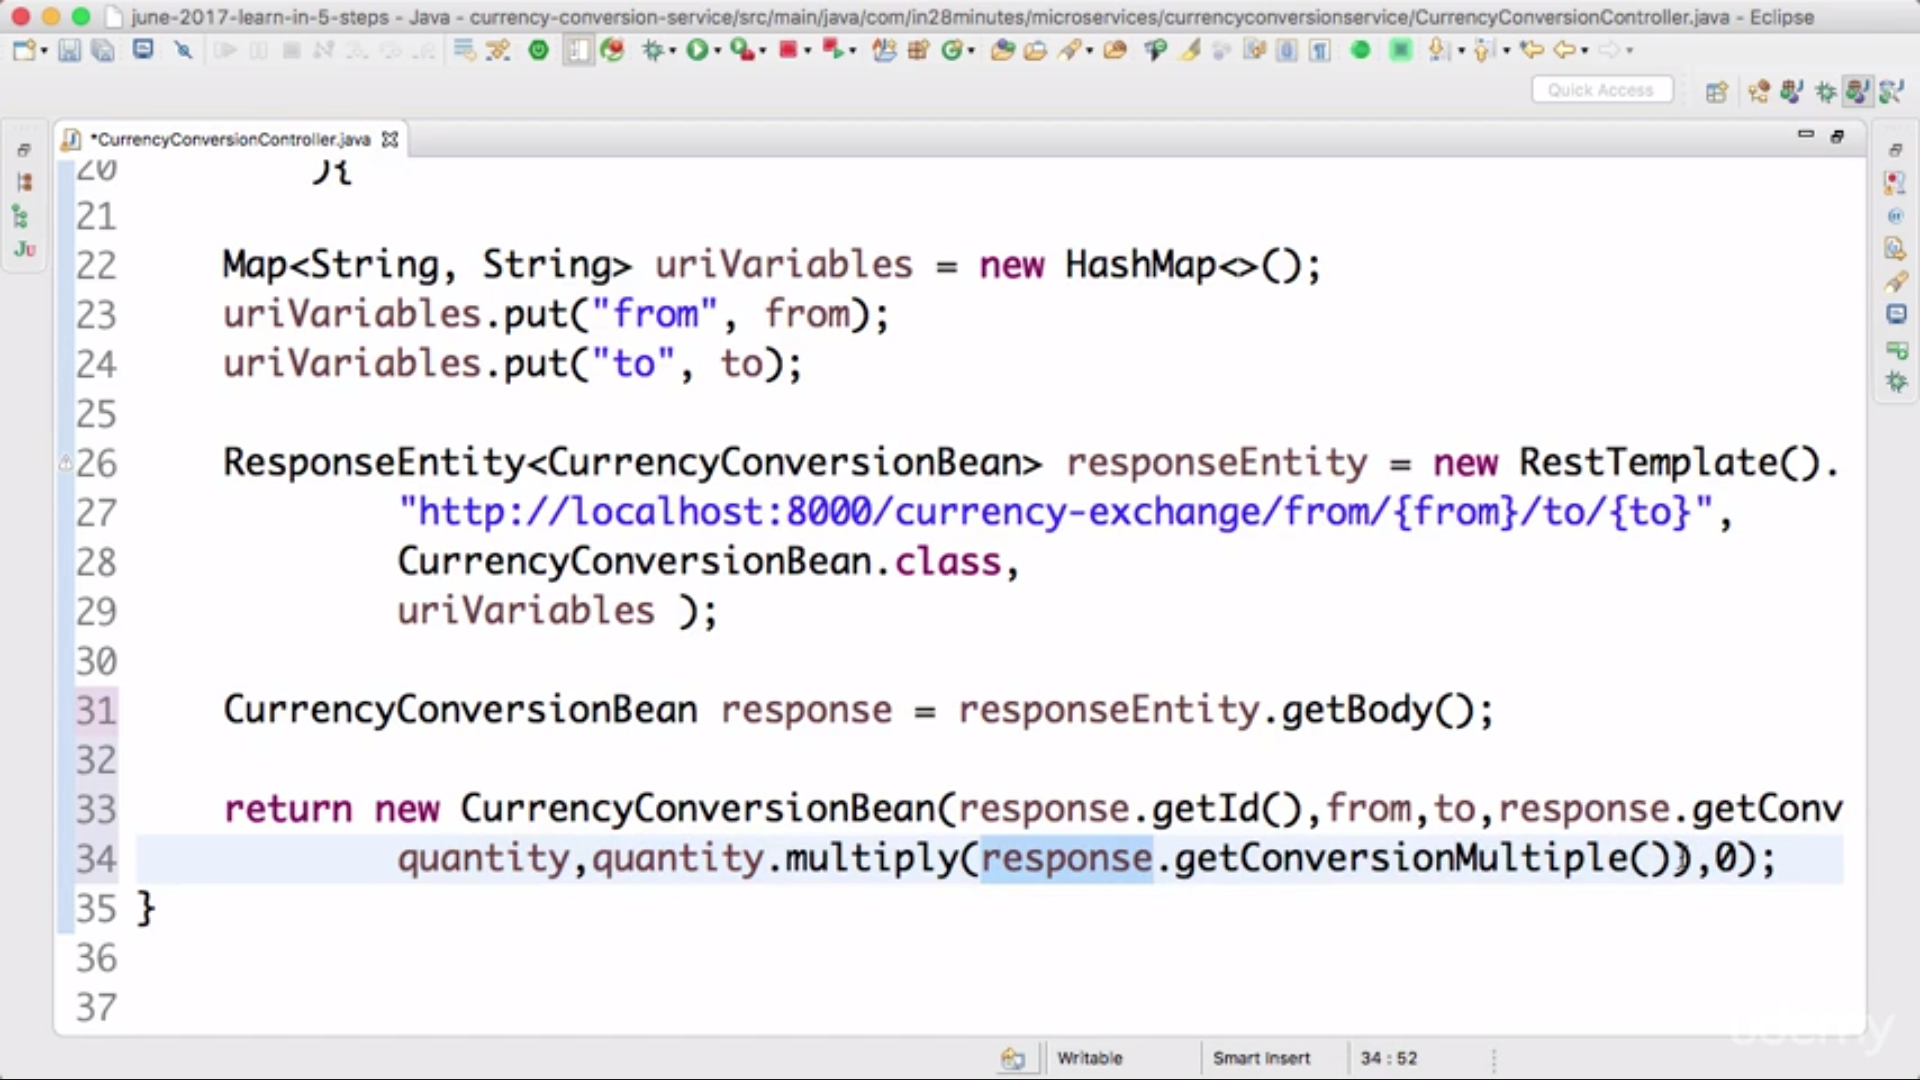 june-2017-learn-in-5-steps - Java - currency-conversion-service/src/main/java/com/in28minutes/microservices/currencyconversionservice/CurrencyConversionController.java - Eclipse
Quick Access
*CurrencyConversionController.java
20 ){
21
22 Map<String, String> uriVariables = new HashMap<>();
23 uriVariables.put("from", from);
24 uriVariables.put("to", to);
25
26 ResponseEntity<CurrencyConversionBean> responseEntity = new RestTemplate().
27 "http://localhost:8000/currency-exchange/from/{from}/to/{to}",
28 CurrencyConversionBean.class,
29 uriVariables );
30
31 CurrencyConversionBean response = responseEntity.getBody();
32
33 return new CurrencyConversionBean(response.getId(),from,to,response.getConv
34 quantity,quantity.multiply(response.getConversionMultiple()),0);
35 }
36
37
Ju
udemy
Writable
Smart Insert
34 : 52